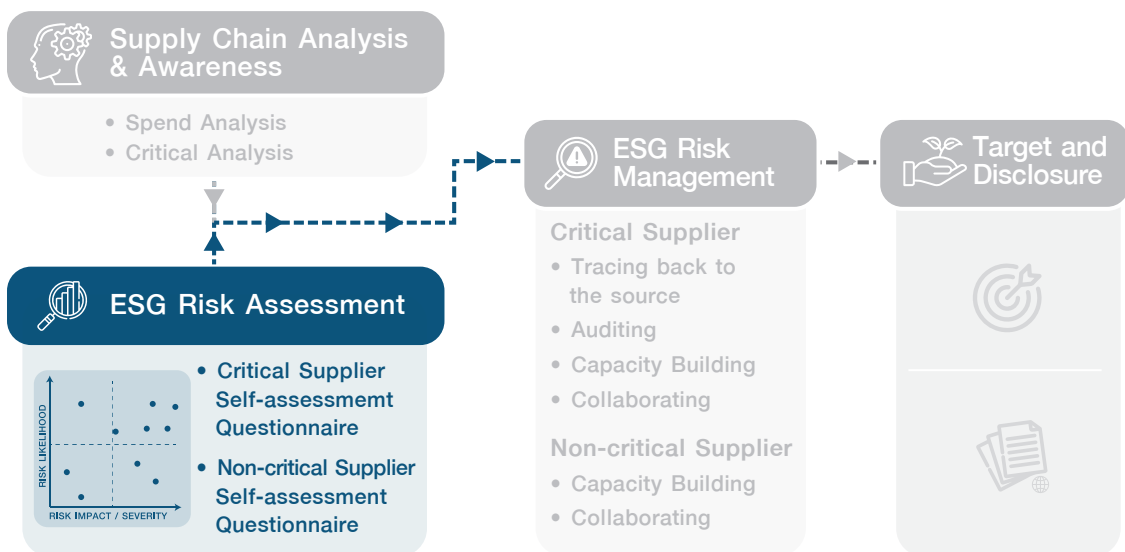 Supply Chain Analysis
& Awareness
• Spend Analysis
• Critical Analysis
ESG Risk Assessment
RISK LIKELIHOOD
RISK IMPACT / SEVERITY
• Critical Supplier
Self-assessmemt
Questionnaire
• Non-critical Supplier
Self-assessment
Questionnaire
ESG Risk
Management
Critical Supplier
• Tracing back to
the source
• Auditing
• Capacity Building
• Collaborating
Non-critical Supplier
• Capacity Building
• Collaborating
Target and
Disclosure